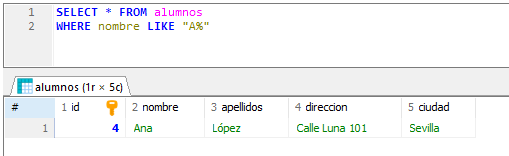 1 SELECT * FROM alumnos
2 WHERE nombre LIKE "A%"
alumnos (1r × 5c)
# 1 id 2 nombre 3 apellidos 4 direccion 5 ciudad
1 4 Ana López Calle Luna 101 Sevilla